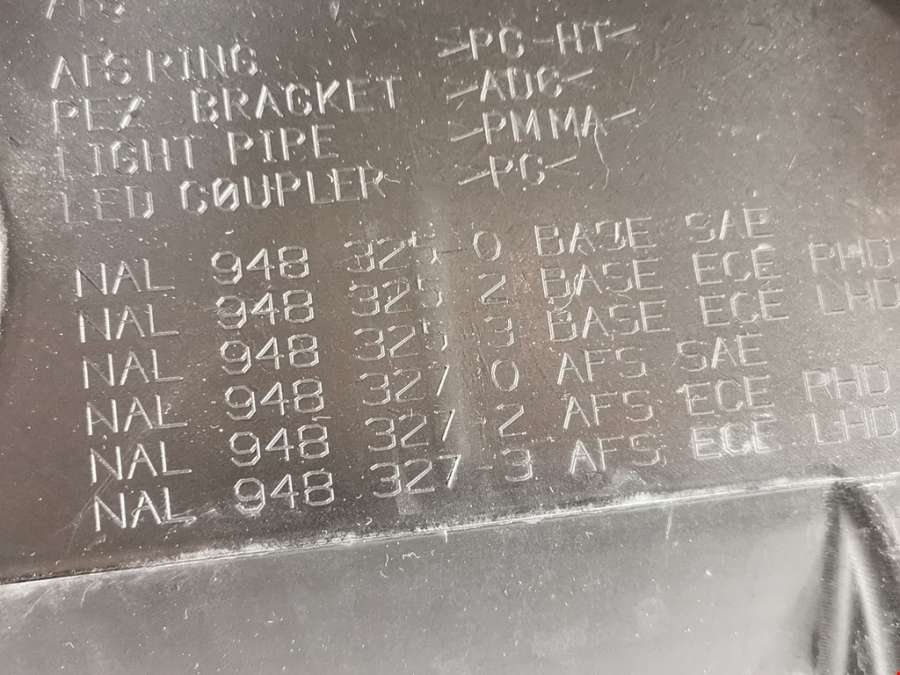 AFS RING >PC-HT<
PEX BRACKET >ADC<
LIGHT PIPE >PMMA<
LED COUPLER >PC<
NAL 948 325-0 BASE SAE
NAL 948 325-2 BASE ECE RHD
NAL 948 325-3 BASE ECE LHD
NAL 948 327-0 AFS SAE
NAL 948 327-2 AFS ECE RHD
NAL 948 327-3 AFS ECE LHD